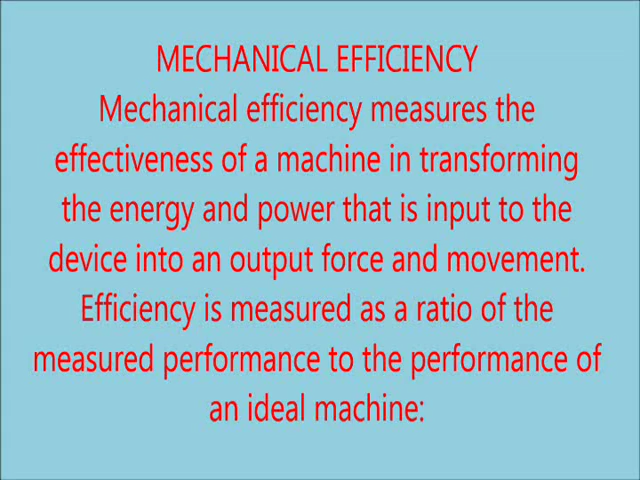 MECHANICAL EFFICIENCY
Mechanical efficiency measures the
effectiveness of a machine in transforming
the energy and power that is input to the
device into an output force and movement.
Efficiency is measured as a ratio of the
measured performance to the performance of
an ideal machine: